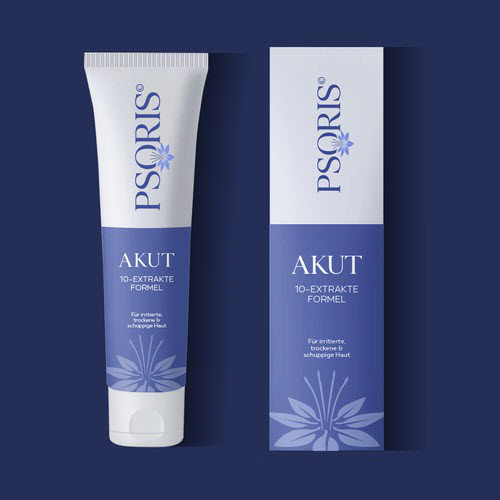 PSORIS©
AKUT
10-EXTRAKTE
FORMEL
Für irritierte,
trockene &
schuppige Haut
PSORIS©
AKUT
10-EXTRAKTE
FORMEL
Für irritierte,
trockene &
schuppige Haut